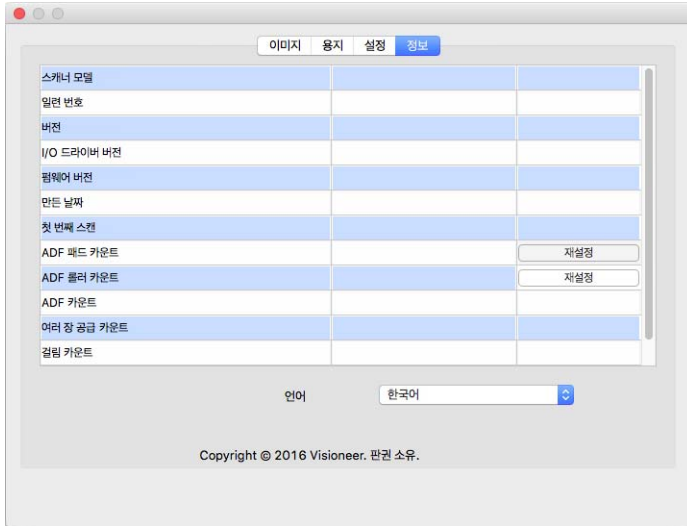 이미지 용지 설정 정보
스캐너 모델
일련 번호
버전
I/O 드라이버 버전
펌웨어 버전
만든 날짜
첫 번째 스캔
ADF 패드 카운트 재설정
ADF 롤러 카운트 재설정
ADF 카운트
여러 장 공급 카운트
걸림 카운트
언어 한국어
Copyright © 2016 Visioneer. 판권 소유.